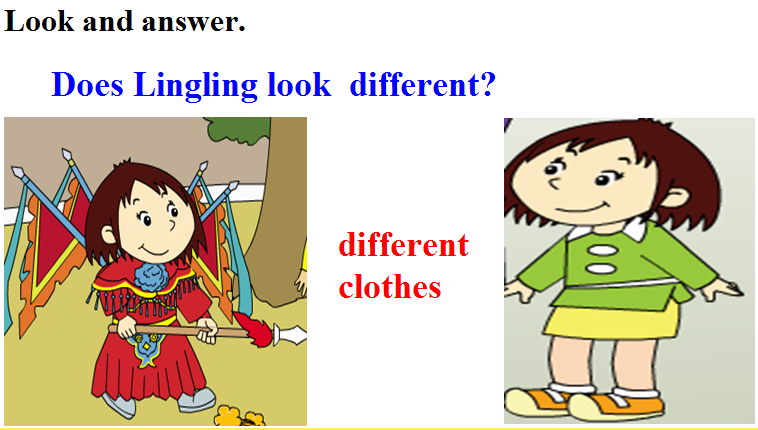 Look and answer.
Does Lingling look different?
different
clothes